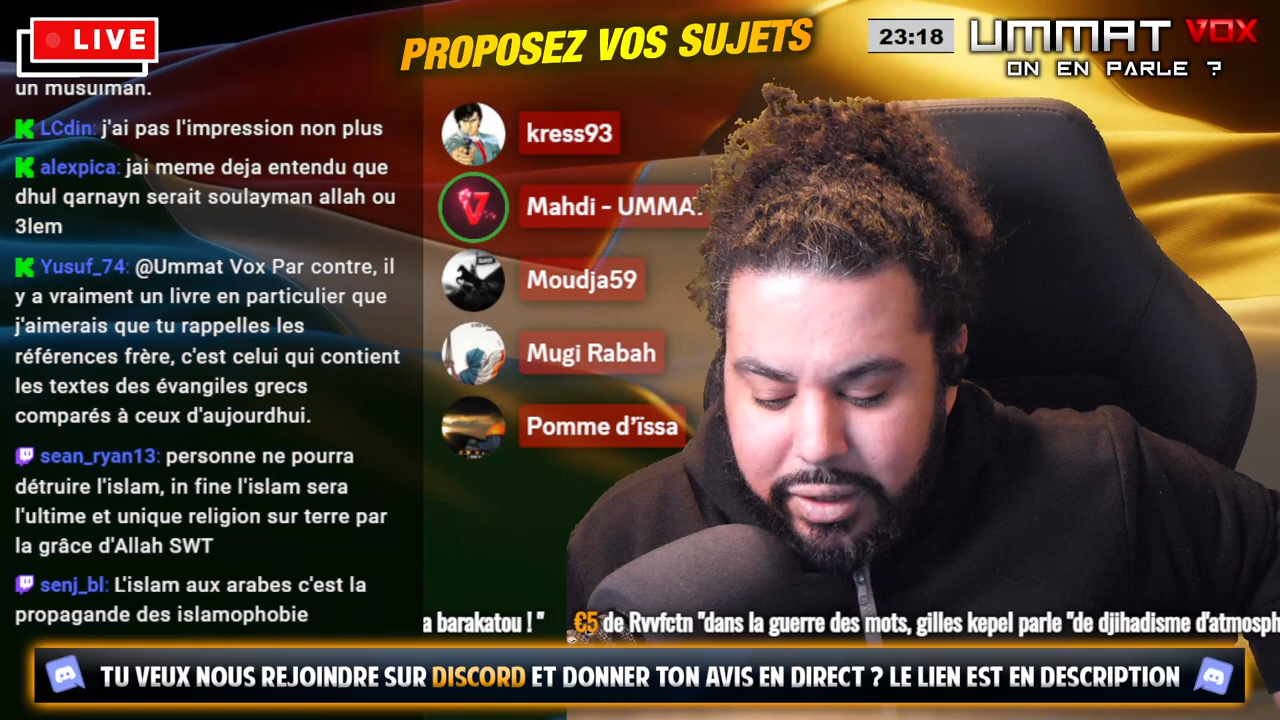 LIVE
PROPOSEZ VOS SUJETS
23:18
UMMAT VOX
ON EN PARLE ?
un musulman.
LCdin: j'ai pas l'impression non plus
alexpica: jai meme deja entendu que
dhul qarnayn serait soulayman allah ou
3lem
Yusuf_74: @Ummat Vox Par contre, il
y a vraiment un livre en particulier que
j'aimerais que tu rappelles les
références frère, c'est celui qui contient
les textes des évangiles grecs
comparés à ceux d'aujourdhui.
sean_ryan13: personne ne pourra
détruire l'islam, in fine l'islam sera
l'ultime et unique religion sur terre par
la grâce d'Allah SWT
senj_bl: L'islam aux arabes c'est la
propagande des islamophobie
kress93
Mahdi - UMMA
Moudja59
Mugi Rabah
Pomme d'ïssa
a barakatou ! " €5 de Rvvfctn "dans la guerre des mots, gilles kepel parle "de djihadisme d'atmosph
TU VEUX NOUS REJOINDRE SUR DISCORD ET DONNER TON AVIS EN DIRECT ? LE LIEN EST EN DESCRIPTION